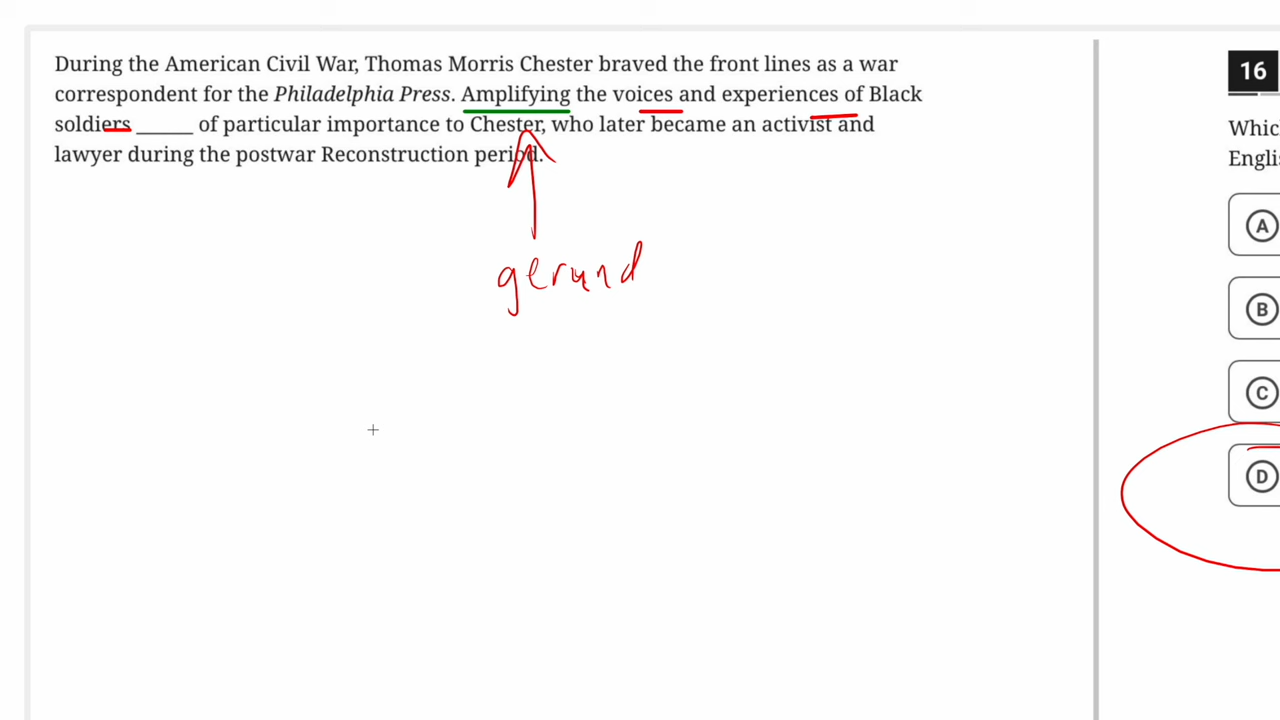 During the American Civil War, Thomas Morris Chester braved the front lines as a war
correspondent for the Philadelphia Press. Amplifying the voices and experiences of Black
soldiers ______ of particular importance to Chester, who later became an activist and
lawyer during the postwar Reconstruction period.
gerund
16
Whic
Engli
A
B
C
D